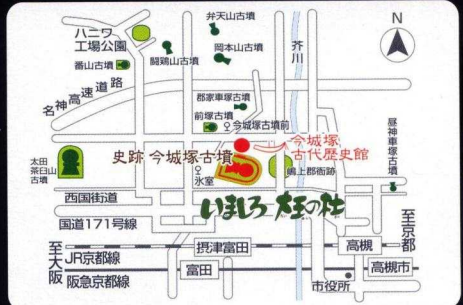 N
弁天山古墳
ハニワ
工場公園
闘鶏山古墳
岡本山古墳
芥川
番山古墳
名神高速道路
郡家車塚古墳
前塚古墳
今城塚古墳前
今城塚
古代歴史館
史跡 今城塚古墳
太田
茶臼山
古墳
氷室
嶋上郡衙跡
昼神車塚古墳
西国街道
いましろ 大王の杜
国道171号線
至大阪
至京都
摂津富田
高槻
JR京都線
富田
高槻市
阪急京都線
市役所